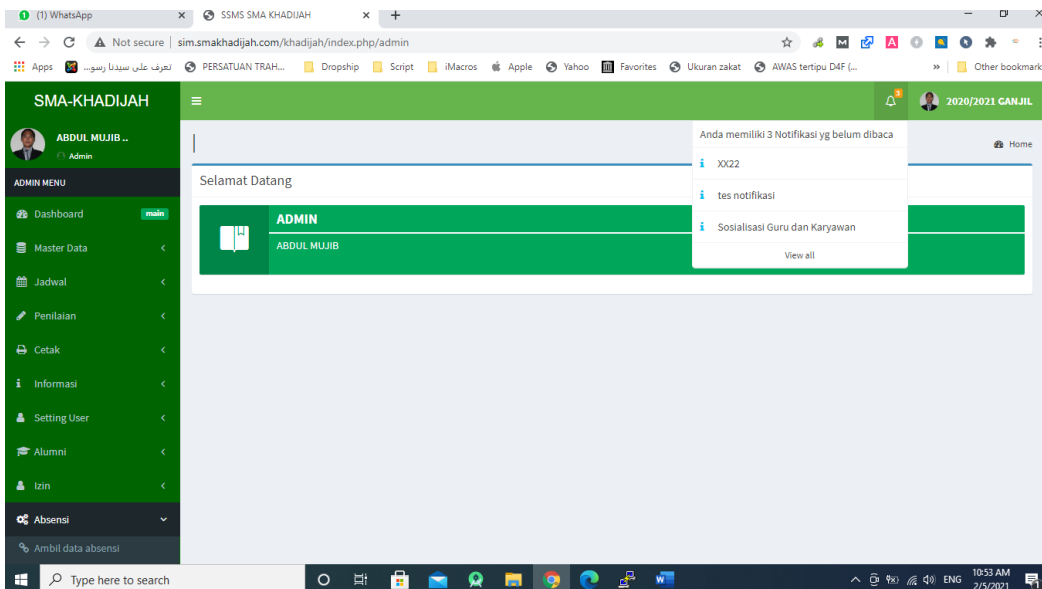 (1) WhatsApp
SSMS SMA KHADIJAH
Not secure | sim.smakhadijah.com/khadijah/index.php/admin
Apps
تعرف على سيدنا رسو...
PERSATUAN TRAH...
Dropship
Script
iMacros
Apple
Yahoo
Favorites
Ukuran zakat
AWAS tertipu D4F (...
»
Other bookmark
SMA-KHADIJAH
3
2020/2021 GANJIL
ABDUL MUJIB ..
Admin
Anda memiliki 3 Notifikasi yg belum dibaca
Home
XX22
tes notifikasi
Sosialisasi Guru dan Karyawan
View all
Selamat Datang
ADMIN
ABDUL MUJIB
ADMIN MENU
Dashboard
main
Master Data
Jadwal
Penilaian
Cetak
Informasi
Setting User
Alumni
Izin
Absensi
Ambil data absensi
Type here to search
ENG
10:53 AM
2/5/2021